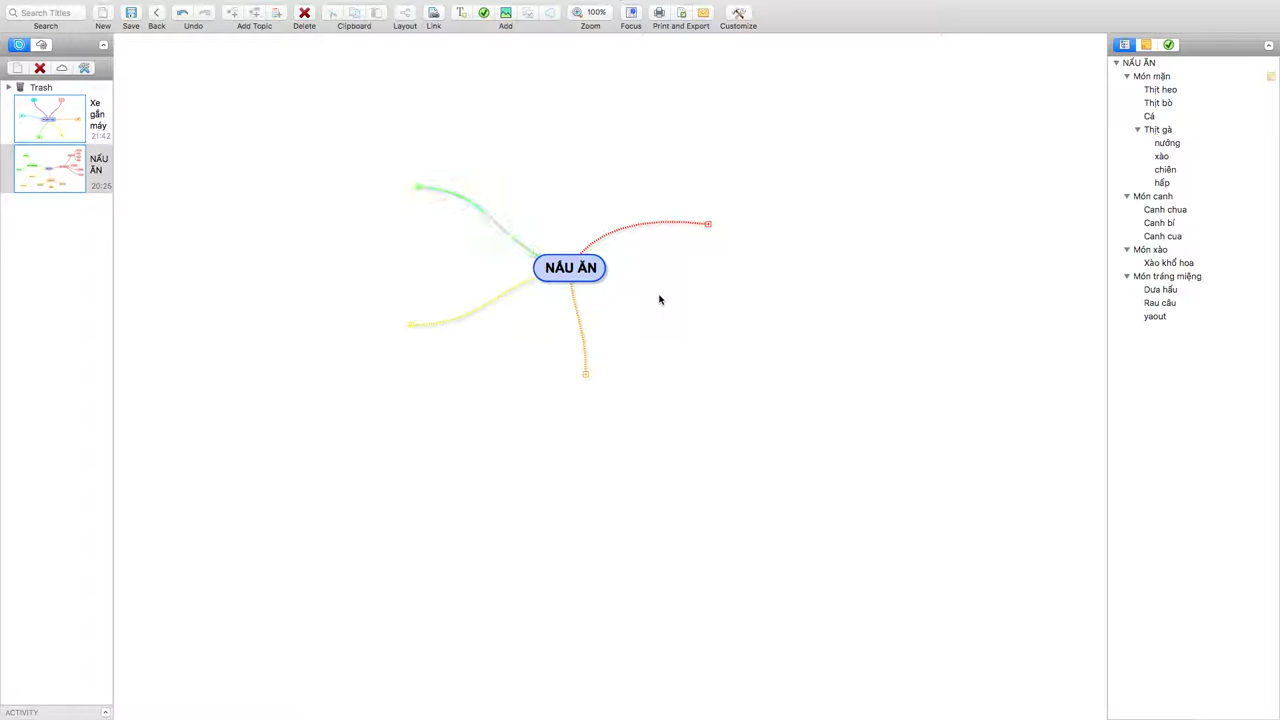 Search Titles
100%
Search
New
Save
Back
Undo
Add Topic
Delete
Clipboard
Layout
Link
Add
Zoom
Focus
Print and Export
Customize
Trash
Xe
gắn
máy
21:42
NẤU
ĂN
20:25
NẤU ĂN
NẤU ĂN
Món mặn
Thịt heo
Thịt bò
Cá
Thịt gà
nướng
xào
chiên
hấp
Món canh
Canh chua
Canh bí
Canh cua
Món xào
Xào khổ hoa
Món tráng miệng
Dưa hấu
Rau câu
yaout
ACTIVITY